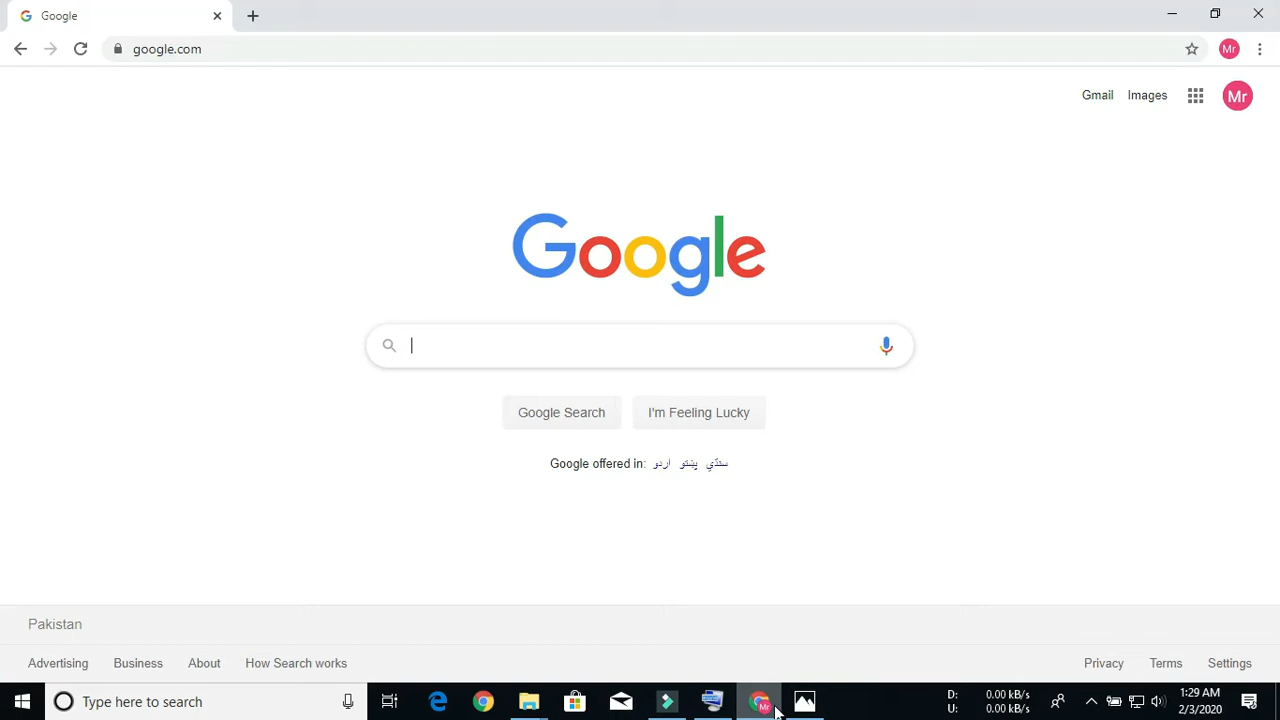 Google
google.com
Mr
Gmail Images Mr
Google
Google Search I'm Feeling Lucky
Google offered in: اردو پښتو سنڌي
Pakistan
Advertising Business About How Search works Privacy Terms Settings
Type here to search Mr D: 0.00 kB/s 1:29 AM
U: 0.00 kB/s 2/3/2020